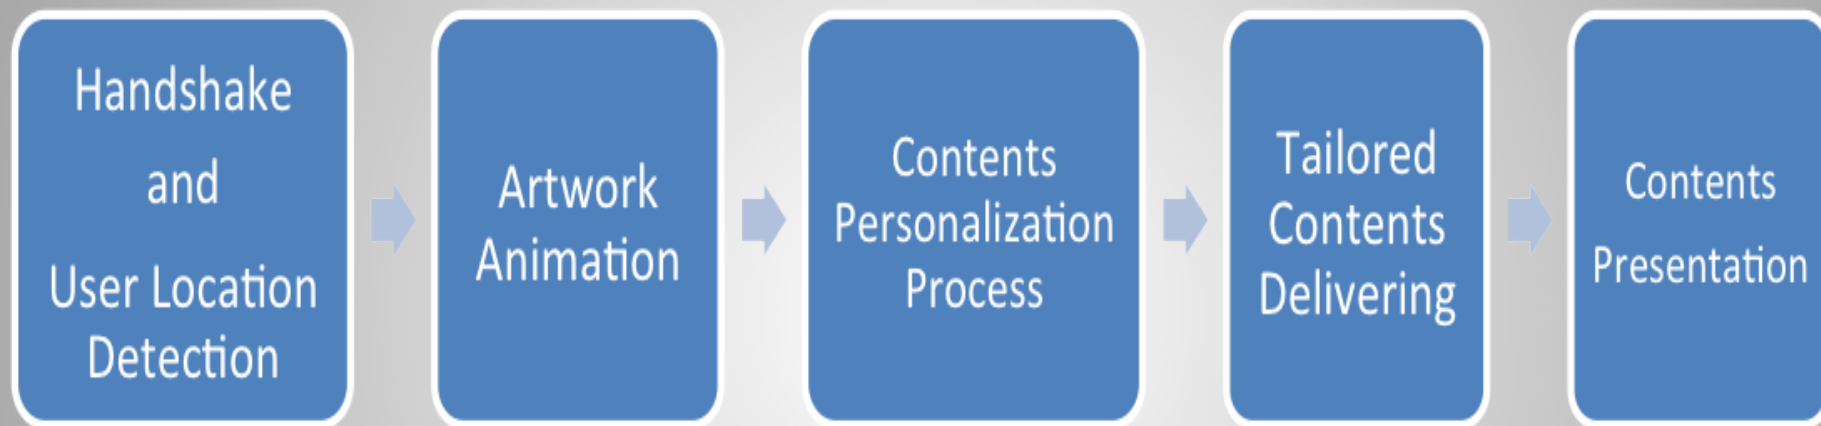 Handshake
and
User Location
Detection
Artwork
Animation
Contents
Personalization
Process
Tailored
Contents
Delivering
Contents
Presentation